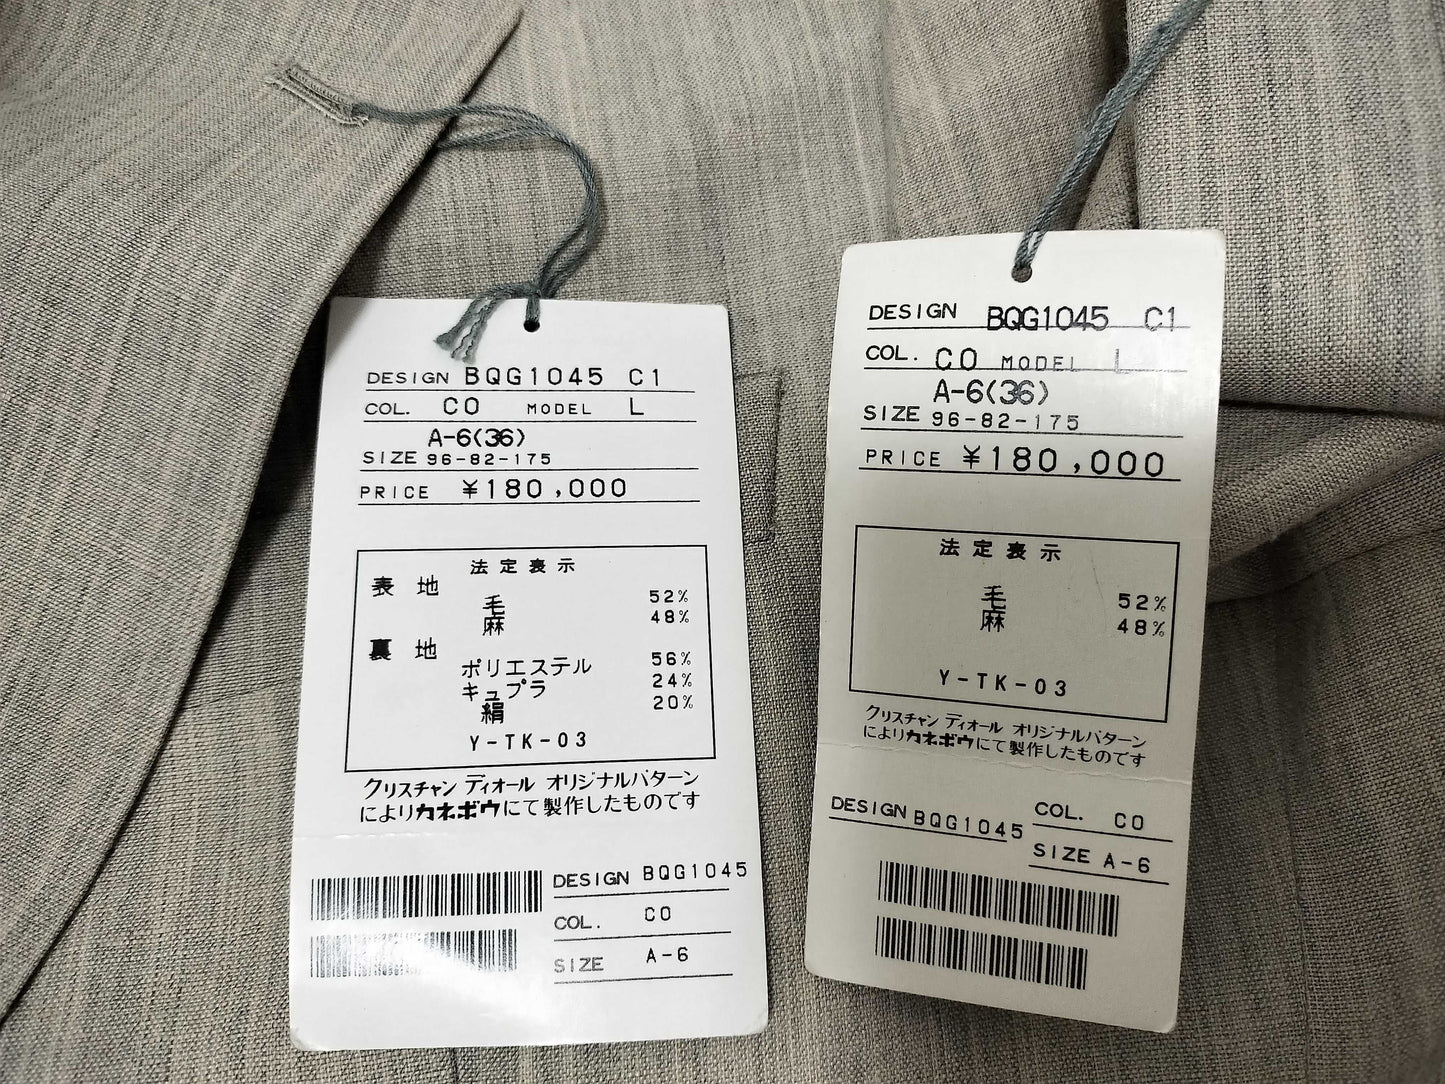 DESIGN BQG1045 C1
COL. CO MODEL L
A-6(36)
SIZE 96-82-175
PRICE ¥180,000
法定表示
表地
毛 52%
麻 48%
裏地
ポリエステル 56%
キュプラ 24%
絹 20%
Y-TK-03
クリスチャン ディオール オリジナルパターン
によりカネボウにて製作したものです
DESIGN BQG1045
COL. CO
SIZE A-6
DESIGN BQG1045 C1
COL. CO MODEL L
A-6(36)
SIZE 96-82-175
PRICE ¥180,000
法定表示
毛 52%
麻 48%
Y-TK-03
クリスチャン ディオール オリジナルパターン
によりカネボウにて製作したものです
DESIGN BQG1045 COL. CO
SIZE A-6